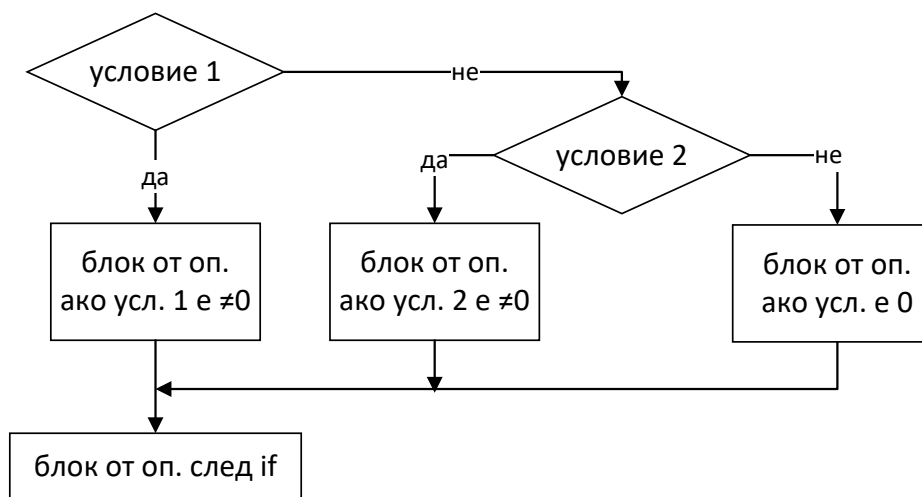 условие 1
не
условие 2
да
да
не
блок от оп.
ако усл. 1 е ≠0
блок от оп.
ако усл. 2 е ≠0
блок от оп.
ако усл. е 0
блок от оп. след if